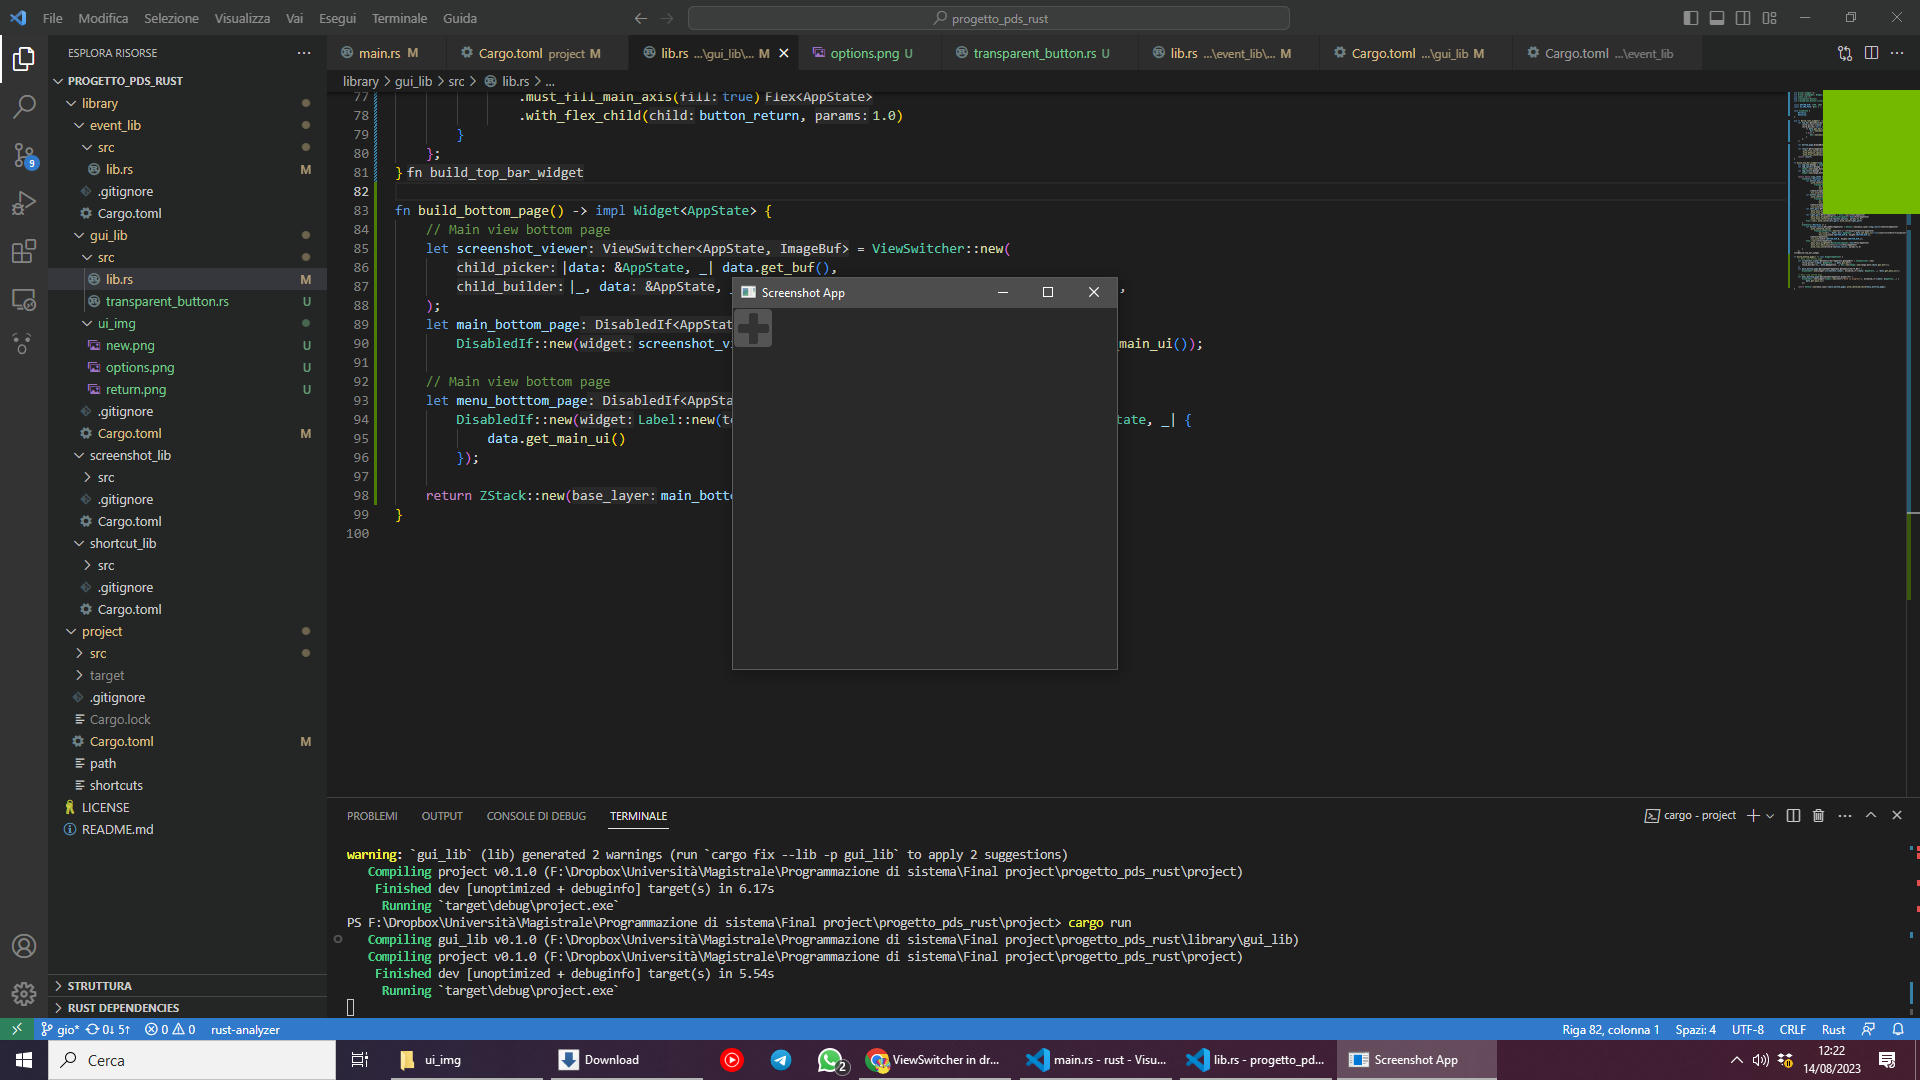 File Modifica Selezione Visualizza Vai Esegui Terminale Guida
progetto_pds_rust
ESPLORA RISORSE
main.rs M
Cargo.toml project M
lib.rs ...\gui_lib\... M
options.png U
transparent_button.rs U
lib.rs ...\event_lib\... M
Cargo.toml ...\gui_lib M
Cargo.toml ...\event_lib
library > gui_lib > src > lib.rs > ...
PROGETTO_PDS_RUST
library
event_lib
src
lib.rs M
.gitignore
Cargo.toml
gui_lib
src
lib.rs M
transparent_button.rs U
ui_img
new.png U
options.png U
return.png U
.gitignore
Cargo.toml M
screenshot_lib
src
.gitignore
Cargo.toml
shortcut_lib
src
.gitignore
Cargo.toml
project
src
target
.gitignore
Cargo.lock
Cargo.toml M
path
shortcuts
LICENSE
README.md
STRUTTURA
RUST DEPENDENCIES
9
77 .must_fill_main_axis(fill: true) Flex<AppState>
78 .with_flex_child(child: button_return, params: 1.0)
79 }
80 };
81 } fn build_top_bar_widget
82
83 fn build_bottom_page() -> impl Widget<AppState> {
84 // Main view bottom page
85 let screenshot_viewer: ViewSwitcher<AppState, ImageBuf> = ViewSwitcher::new(
86 child_picker: |data: &AppState, _| data.get_buf(),
87 child_builder: |_, data: &AppState, ,
88 );
89 let main_bottom_page: DisabledIf<AppStat
90 DisabledIf::new(widget: screenshot_v main_ui());
91
92 // Main view bottom page
93 let menu_botttom_page: DisabledIf<AppSta
94 DisabledIf::new(widget: Label::new(t tate, _| {
95 data.get_main_ui()
96 });
97
98 return ZStack::new(base_layer: main_bott
99 }
100
Screenshot App
PROBLEMI OUTPUT CONSOLE DI DEBUG TERMINALE
cargo - project
warning: `gui_lib` (lib) generated 2 warnings (run `cargo fix --lib -p gui_lib` to apply 2 suggestions)
Compiling project v0.1.0 (F:\Dropbox\Università\Magistrale\Programmazione di sistema\Final project\progetto_pds_rust\project)
Finished dev [unoptimized + debuginfo] target(s) in 6.17s
Running `target\debug\project.exe`
PS F:\Dropbox\Università\Magistrale\Programmazione di sistema\Final project\progetto_pds_rust\project> cargo run
Compiling gui_lib v0.1.0 (F:\Dropbox\Università\Magistrale\Programmazione di sistema\Final project\progetto_pds_rust\library\gui_lib)
Compiling project v0.1.0 (F:\Dropbox\Università\Magistrale\Programmazione di sistema\Final project\progetto_pds_rust\project)
Finished dev [unoptimized + debuginfo] target(s) in 5.54s
Running `target\debug\project.exe`
gio* 0↓ 5↑ 0 0 rust-analyzer
Riga 82, colonna 1 Spazi: 4 UTF-8 CRLF Rust
Cerca
ui_img
Download
2
ViewSwitcher in dr...
main.rs - rust - Visu...
lib.rs - progetto_pd...
Screenshot App
12:22
14/08/2023